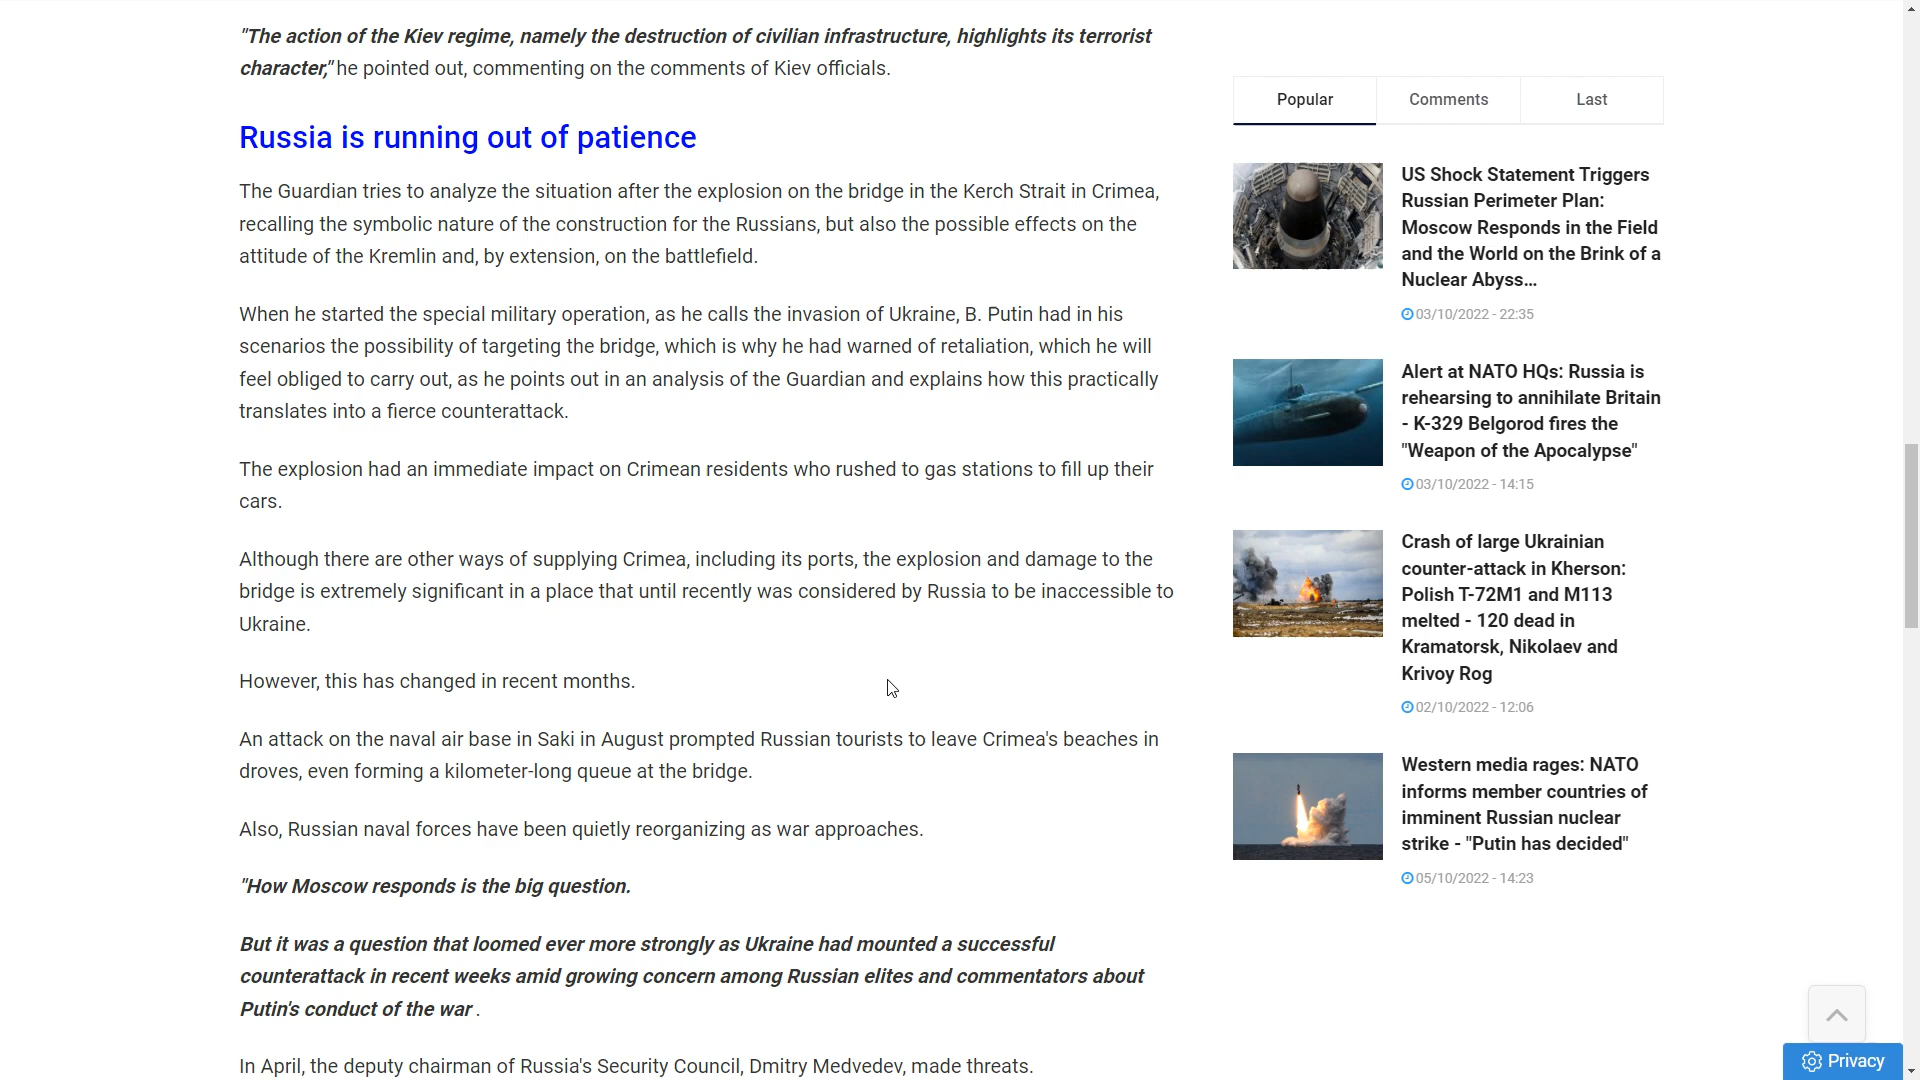 "The action of the Kiev regime, namely the destruction of civilian infrastructure, highlights its terrorist
character," he pointed out, commenting on the comments of Kiev officials.
Russia is running out of patience
The Guardian tries to analyze the situation after the explosion on the bridge in the Kerch Strait in Crimea,
recalling the symbolic nature of the construction for the Russians, but also the possible effects on the
attitude of the Kremlin and, by extension, on the battlefield.
When he started the special military operation, as he calls the invasion of Ukraine, B. Putin had in his
scenarios the possibility of targeting the bridge, which is why he had warned of retaliation, which he will
feel obliged to carry out, as he points out in an analysis of the Guardian and explains how this practically
translates into a fierce counterattack.
The explosion had an immediate impact on Crimean residents who rushed to gas stations to fill up their
cars.
Although there are other ways of supplying Crimea, including its ports, the explosion and damage to the
bridge is extremely significant in a place that until recently was considered by Russia to be inaccessible to
Ukraine.
However, this has changed in recent months.
An attack on the naval air base in Saki in August prompted Russian tourists to leave Crimea's beaches in
droves, even forming a kilometer-long queue at the bridge.
Also, Russian naval forces have been quietly reorganizing as war approaches.
"How Moscow responds is the big question.
But it was a question that loomed ever more strongly as Ukraine had mounted a successful
counterattack in recent weeks amid growing concern among Russian elites and commentators about
Putin's conduct of the war .
In April, the deputy chairman of Russia's Security Council, Dmitry Medvedev, made threats.
Popular
Comments
Last
US Shock Statement Triggers
Russian Perimeter Plan:
Moscow Responds in the Field
and the World on the Brink of a
Nuclear Abyss...
03/10/2022 - 22:35
Alert at NATO HQs: Russia is
rehearsing to annihilate Britain
- K-329 Belgorod fires the
"Weapon of the Apocalypse"
03/10/2022 - 14:15
Crash of large Ukrainian
counter-attack in Kherson:
Polish T-72M1 and M113
melted - 120 dead in
Kramatorsk, Nikolaev and
Krivoy Rog
02/10/2022 - 12:06
Western media rages: NATO
informs member countries of
imminent Russian nuclear
strike - "Putin has decided"
05/10/2022 - 14:23
Privacy